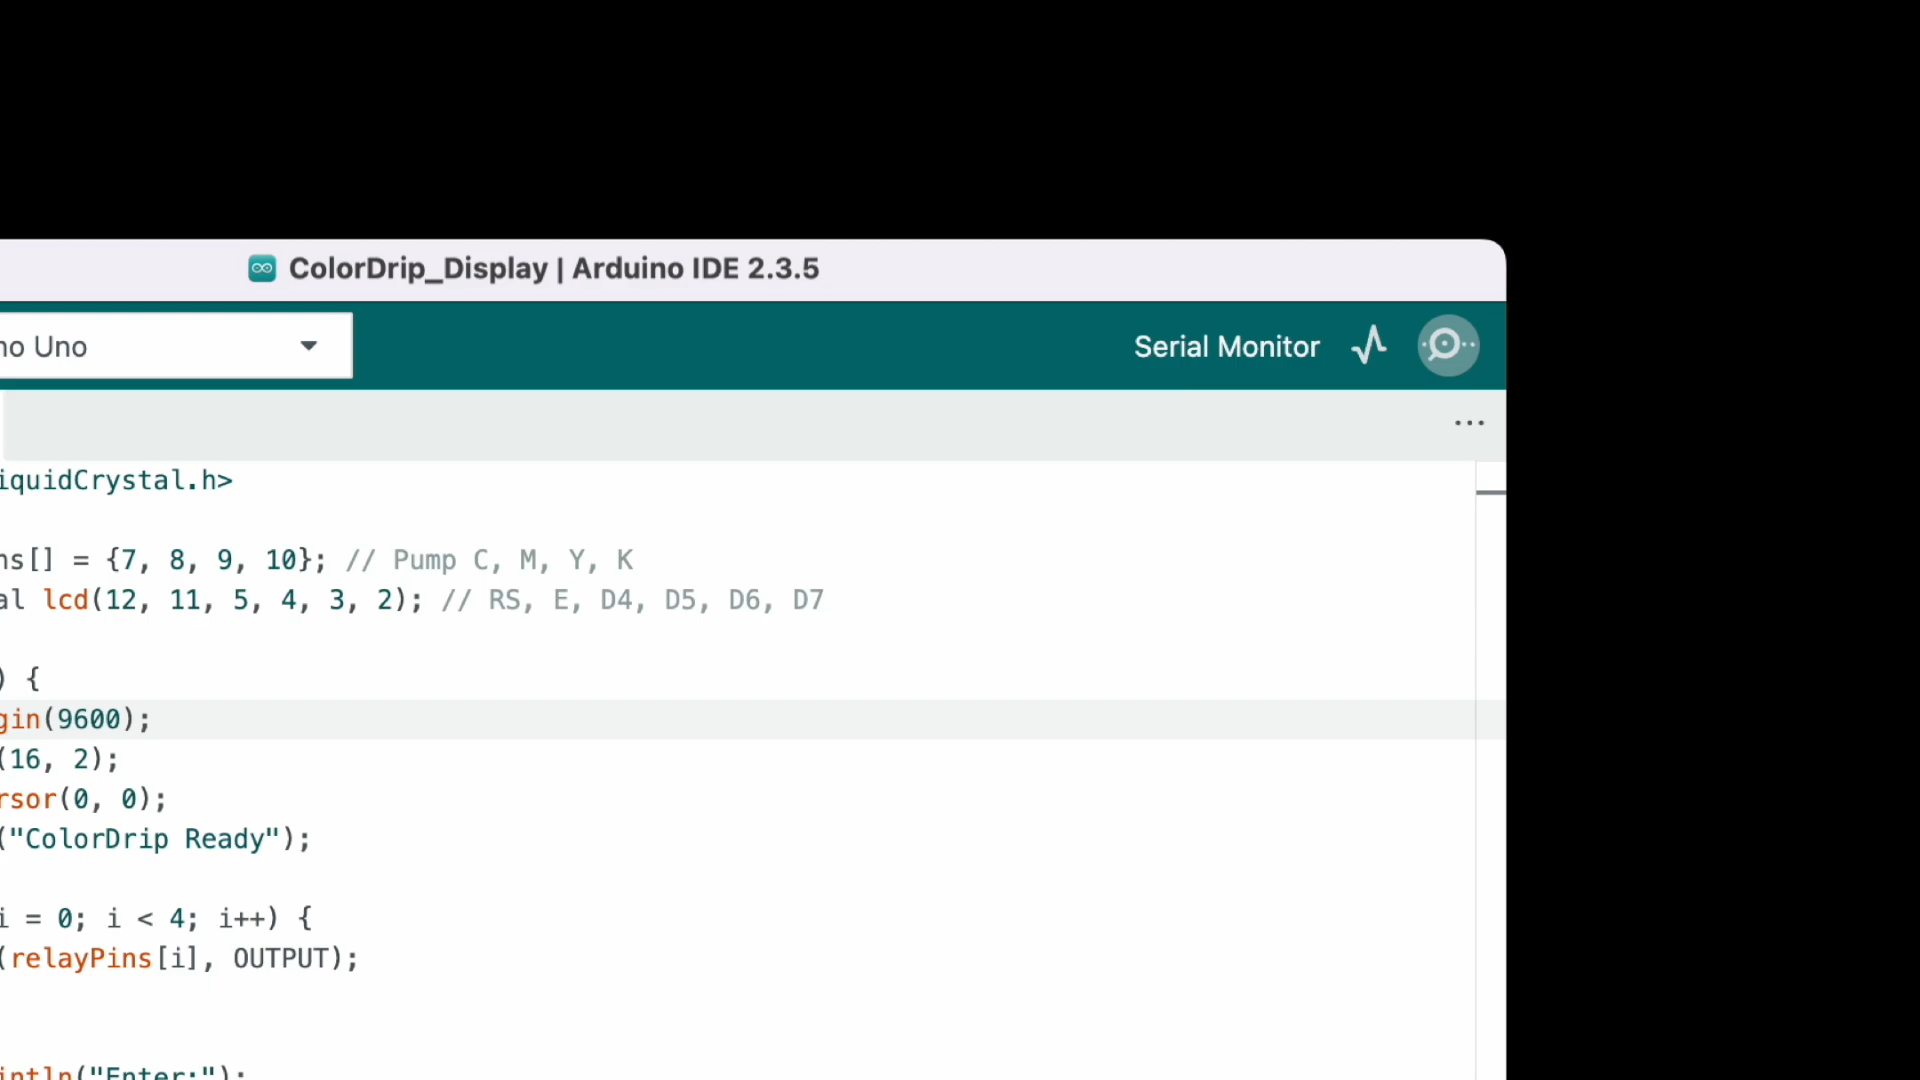 ColorDrip_Display | Arduino IDE 2.3.5
no Uno
Serial Monitor
iquidCrystal.h>
ns[] = {7, 8, 9, 10}; // Pump C, M, Y, K
al lcd(12, 11, 5, 4, 3, 2); // RS, E, D4, D5, D6, D7
) {
gin(9600);
(16, 2);
rsor(0, 0);
("ColorDrip Ready");
i = 0; i < 4; i++) {
(relayPins[i], OUTPUT);
intln("Enter:");